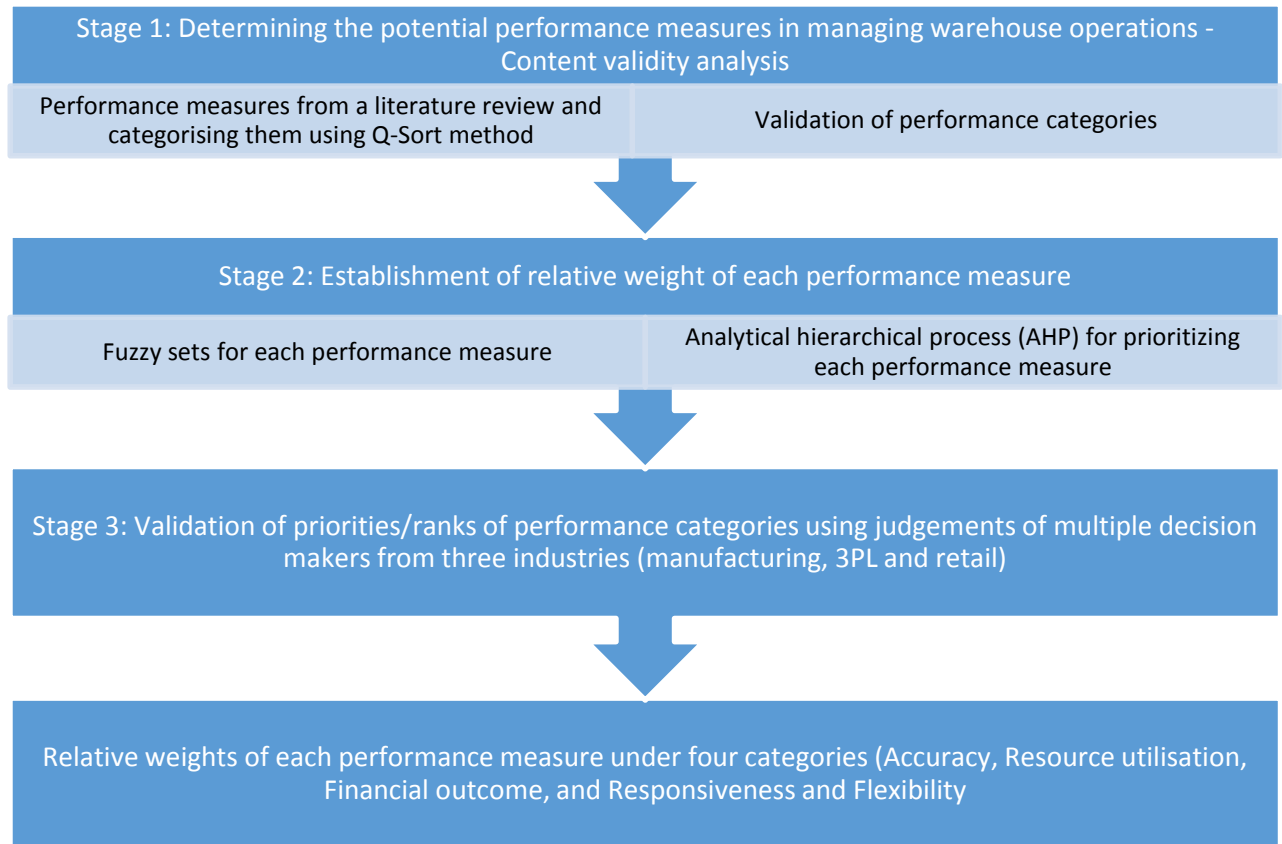 Stage 1: Determining the potential performance measures in managing warehouse operations -
Content validity analysis
Performance measures from a literature review and
categorising them using Q-Sort method
Validation of performance categories
Stage 2: Establishment of relative weight of each performance measure
Fuzzy sets for each performance measure
Analytical hierarchical process (AHP) for prioritizing
each performance measure
Stage 3: Validation of priorities/ranks of performance categories using judgements of multiple decision
makers from three industries (manufacturing, 3PL and retail)
Relative weights of each performance measure under four categories (Accuracy, Resource utilisation,
Financial outcome, and Responsiveness and Flexibility